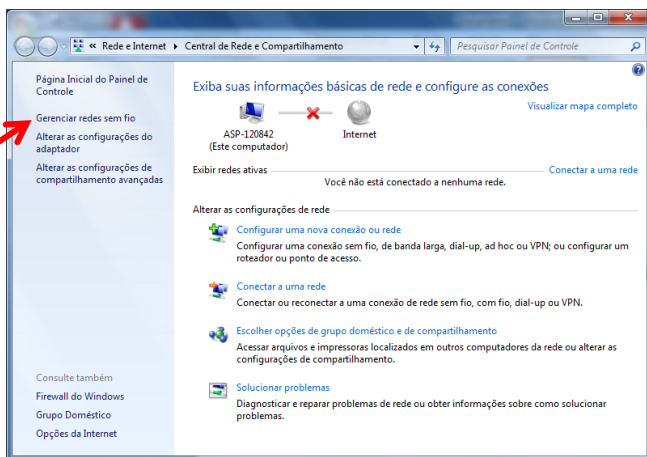 « Rede e Internet ▸ Central de Rede e Compartilhamento
Pesquisar Painel de Controle
Página Inicial do Painel de
Controle
Gerenciar redes sem fio
Alterar as configurações do
adaptador
Alterar as configurações de
compartilhamento avançadas
Exiba suas informações básicas de rede e configure as conexões
Visualizar mapa completo
ASP-120842
(Este computador)
Internet
Exibir redes ativas
Conectar a uma rede
Você não está conectado a nenhuma rede.
Alterar as configurações de rede
Configurar uma nova conexão ou rede
Configurar uma conexão sem fio, de banda larga, dial-up, ad hoc ou VPN; ou configurar um
roteador ou ponto de acesso.
Conectar a uma rede
Conectar ou reconectar a uma conexão de rede sem fio, com fio, dial-up ou VPN.
Escolher opções de grupo doméstico e de compartilhamento
Acessar arquivos e impressoras localizados em outros computadores da rede ou alterar as
configurações de compartilhamento.
Solucionar problemas
Diagnosticar e reparar problemas de rede ou obter informações sobre como solucionar
problemas.
Consulte também
Firewall do Windows
Grupo Doméstico
Opções da Internet